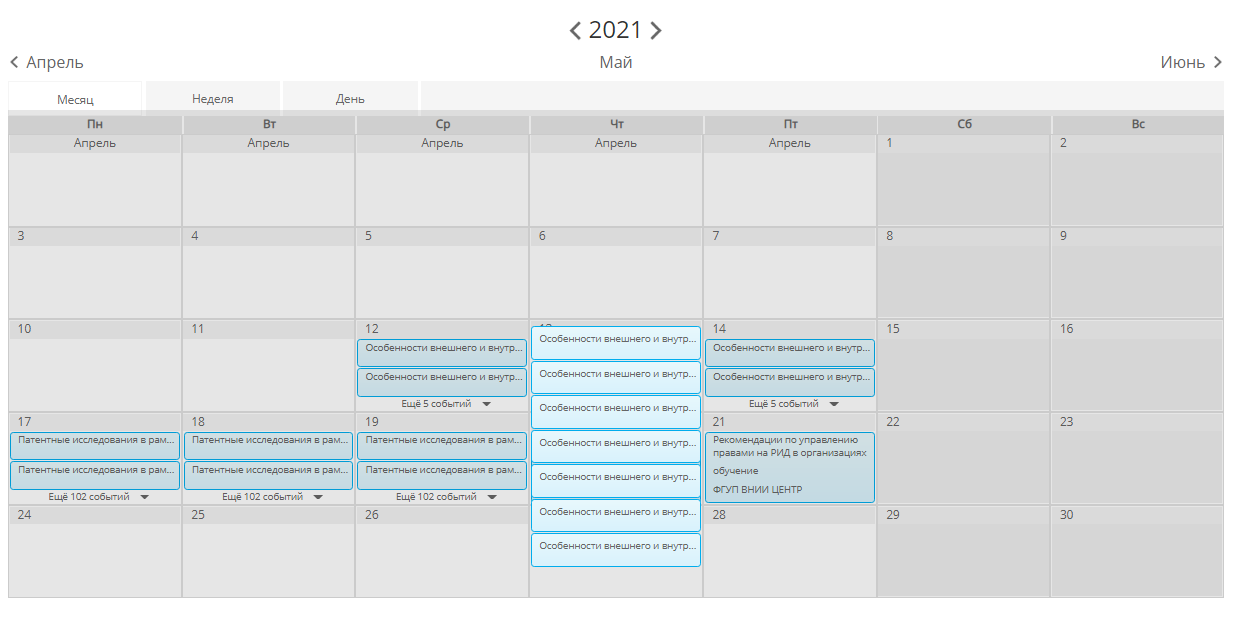 2021
Апрель
Май
Июнь
Месяц
Неделя
День
Пн
Вт
Ср
Чт
Пт
Сб
Вс
Апрель
Апрель
Апрель
Апрель
Апрель
1
2
3
4
5
6
7
8
9
10
11
12
Особенности внешнего и внутр...
Особенности внешнего и внутр...
Ещё 5 событий
Особенности внешнего и внутр...
Особенности внешнего и внутр...
Особенности внешнего и внутр...
Особенности внешнего и внутр...
Особенности внешнего и внутр...
Особенности внешнего и внутр...
Особенности внешнего и внутр...
14
Особенности внешнего и внутр...
Особенности внешнего и внутр...
Ещё 5 событий
15
16
17
Патентные исследования в рам...
Патентные исследования в рам...
Ещё 102 событий
18
Патентные исследования в рам...
Патентные исследования в рам...
Ещё 102 событий
19
Патентные исследования в рам...
Патентные исследования в рам...
Ещё 102 событий
21
Рекомендации по управлению
правами на РИД в организациях
обучение
ФГУП ВНИИ ЦЕНТР
22
23
24
25
26
28
29
30